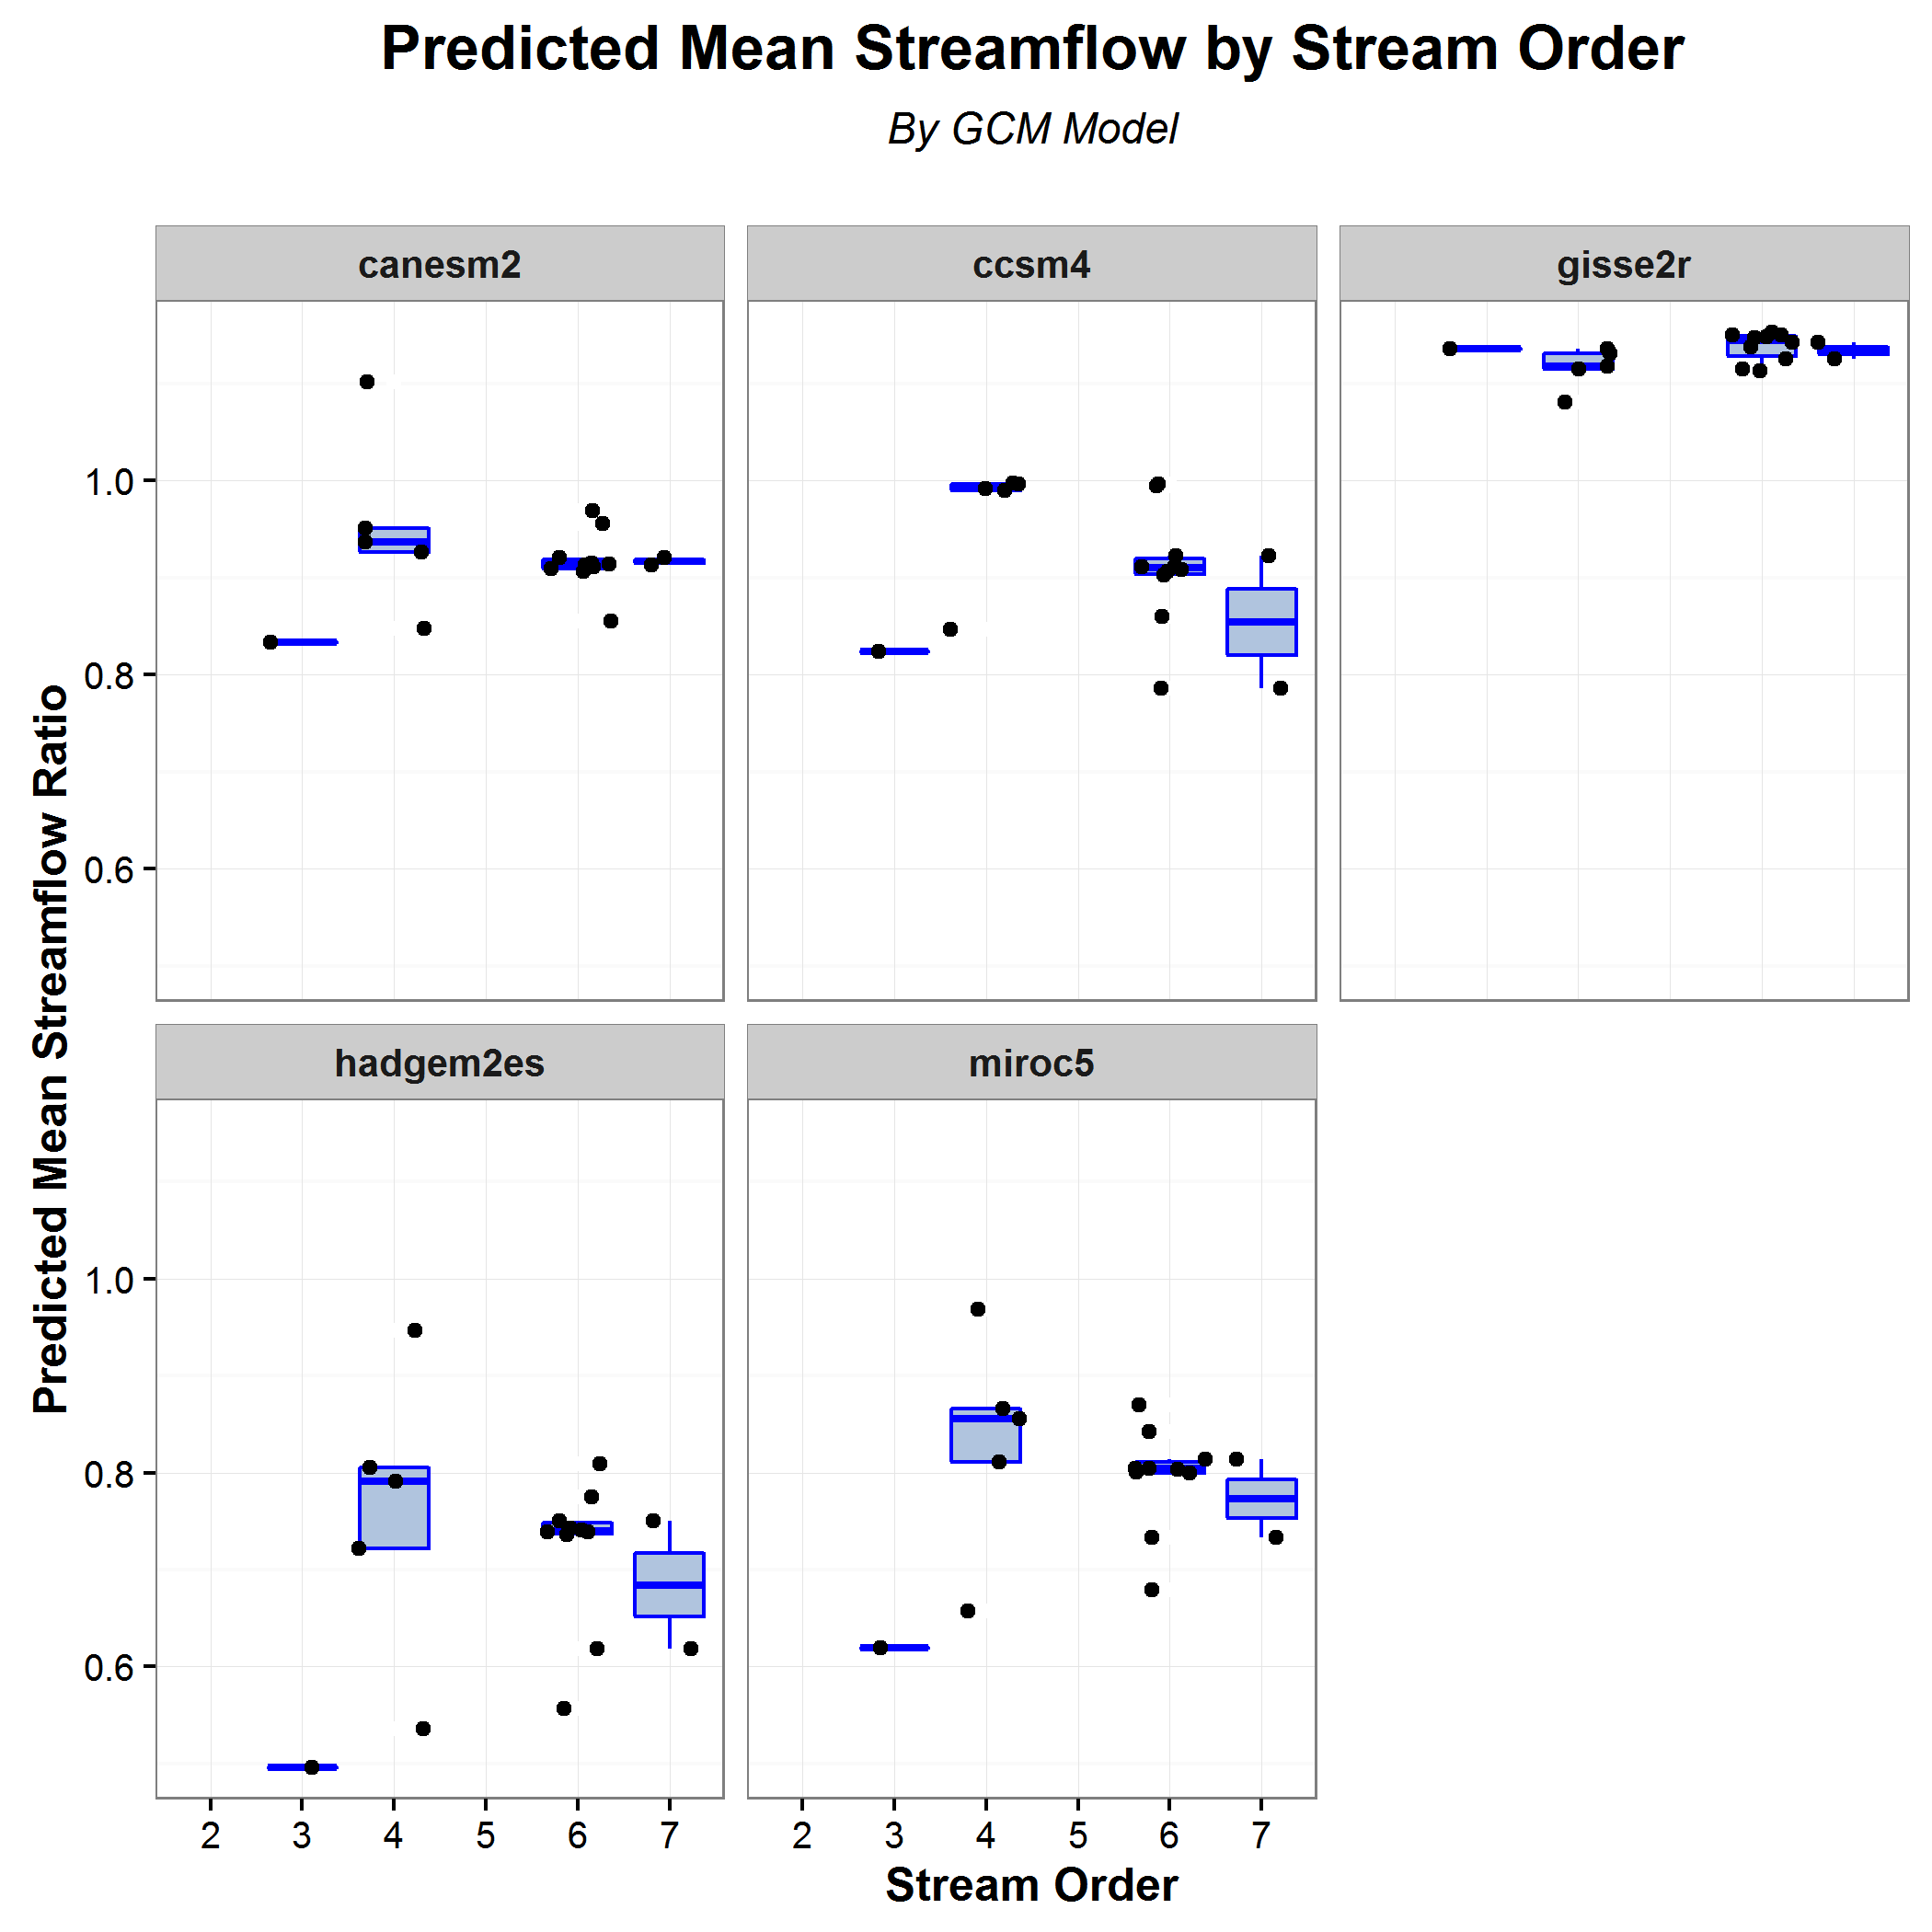 Predicted Mean Streamflow by Stream Order
By GCM Model
canesm2
ccsm4
gisse2r
1.0
0.8
0.6
Predicted Mean Streamflow Ratio
hadgem2es
miroc5
1.0
0.8
0.6
2 3 4 5 6 7
2 3 4 5 6 7
Stream Order